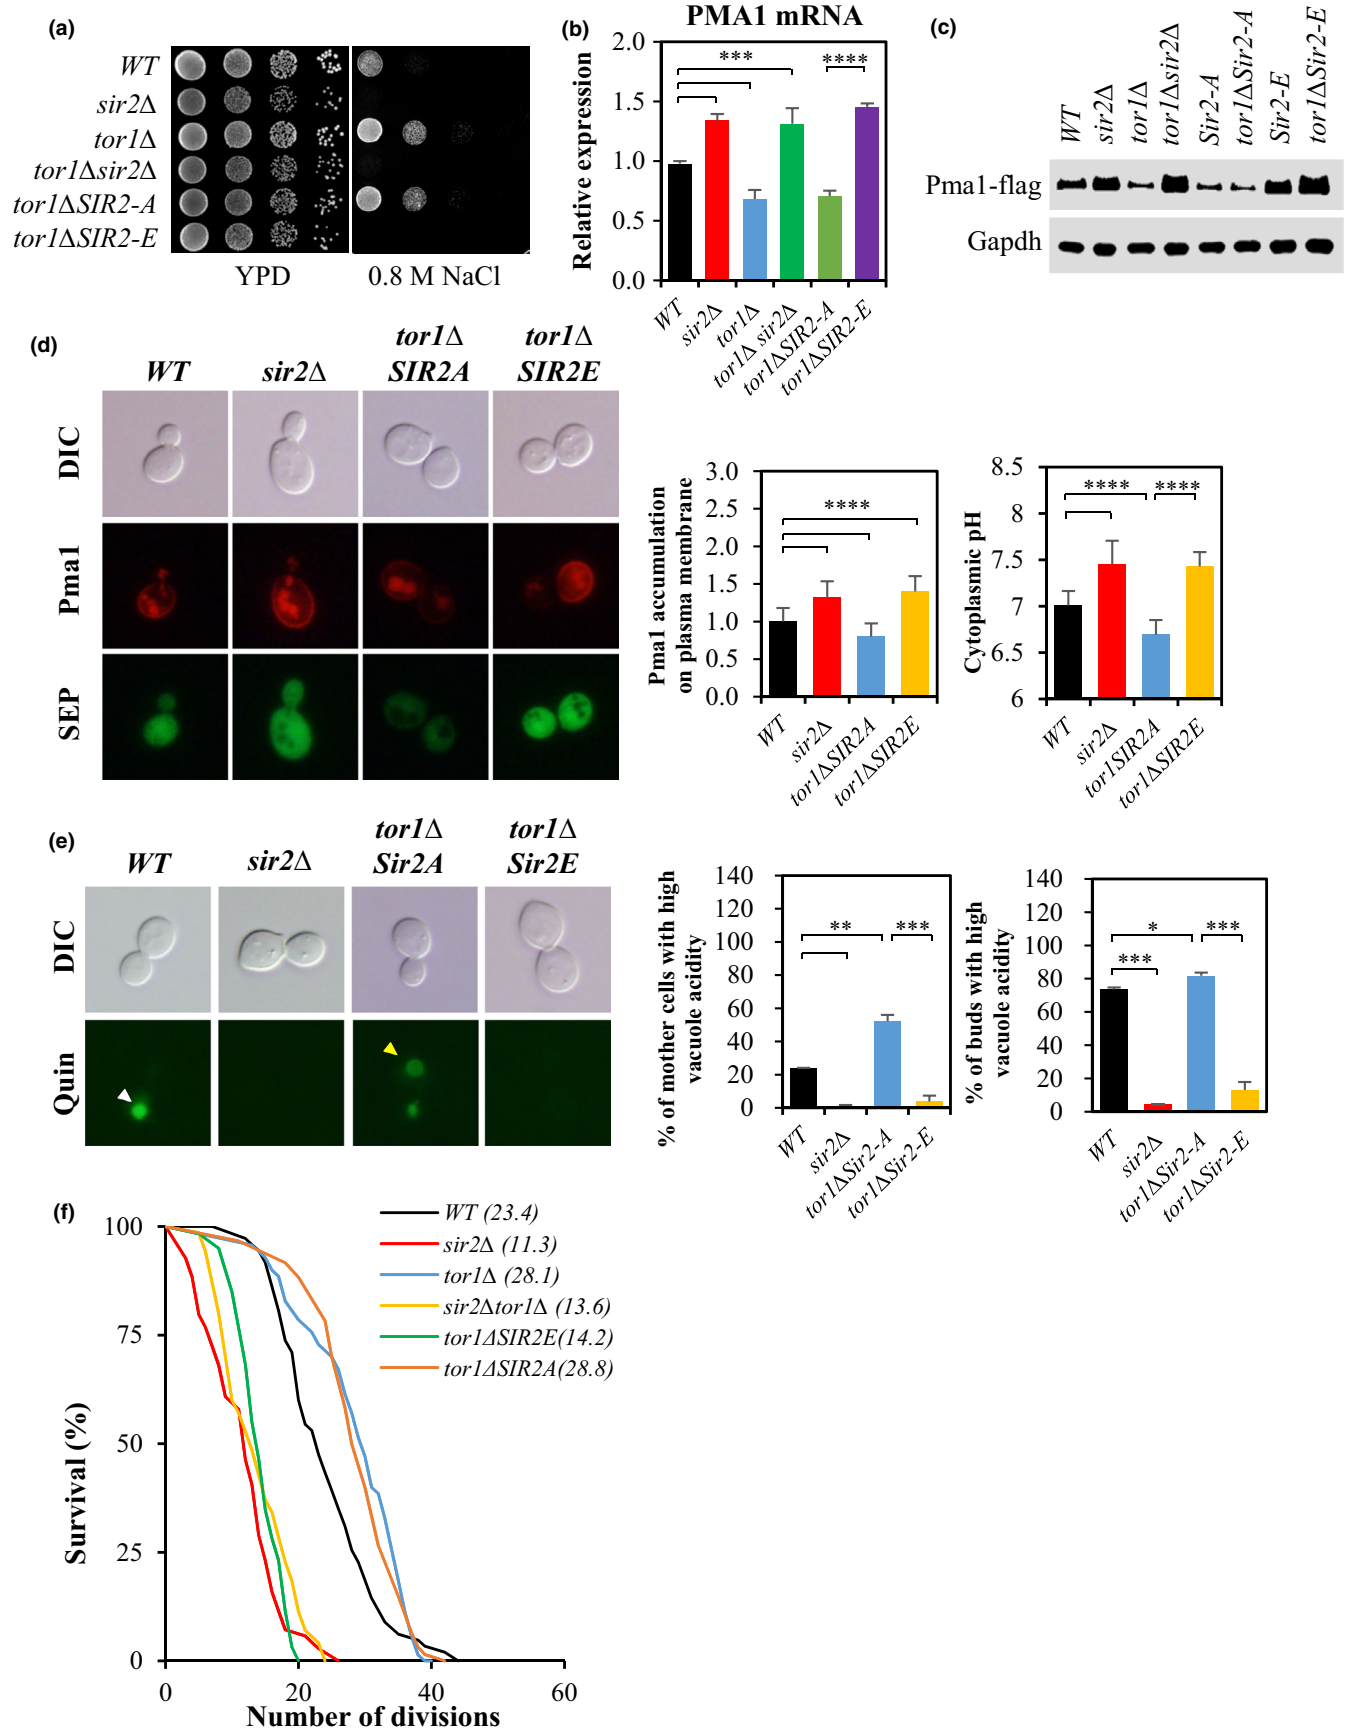 (a)
WT
sir2Δ
tor1Δ
tor1Δsir2Δ
tor1ΔSIR2-A
tor1ΔSIR2-E
YPD
0.8 M NaCl
(b)
PMA1 mRNA
Relative expression
2.0
1.5
1.0
0.5
0.0
***
****
WT
sir2Δ
tor1Δ
tor1Δ sir2Δ
tor1ΔSIR2-A
tor1ΔSIR2-E
(c)
WT
sir2Δ
tor1Δ
tor1Δsir2Δ
Sir2-A
tor1ΔSir2-A
Sir2-E
tor1ΔSir2-E
Pma1-flag
Gapdh
(d)
WT
sir2Δ
tor1Δ
SIR2A
tor1Δ
SIR2E
DIC
Pma1
SEP
Pma1 accumulation
on plasma membrane
3.0
2.5
2.0
1.5
1.0
0.5
0.0
****
WT
sir2Δ
tor1ΔSIR2A
tor1ΔSIR2E
Cytoplasmic pH
8.5
8
7.5
7
6.5
6
****
****
WT
sir2Δ
tor1SIR2A
tor1ΔSIR2E
(e)
WT
sir2Δ
tor1Δ
Sir2A
tor1Δ
Sir2E
DIC
Quin
% of mother cells with high
vacuole acidity
140
120
100
80
60
40
20
0
**
***
WT
sir2Δ
tor1ΔSir2-A
tor1ΔSir2-E
% of buds with high
vacuole acidity
140
120
100
80
60
40
20
0
*
***
***
WT
sir2Δ
tor1ΔSir2-A
tor1ΔSir2-E
(f)
WT (23.4)
sir2Δ (11.3)
tor1Δ (28.1)
sir2Δtor1Δ (13.6)
tor1ΔSIR2E(14.2)
tor1ΔSIR2A(28.8)
Survival (%)
100
75
50
25
0
0
20
40
60
Number of divisions